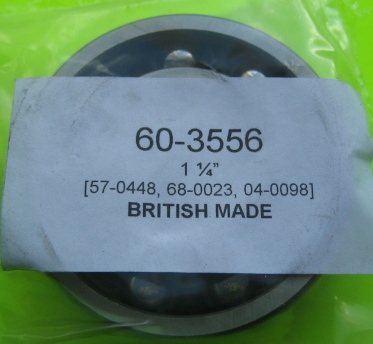 60-3556
1 ¼"
[57-0448, 68-0023, 04-0098]
BRITISH MADE